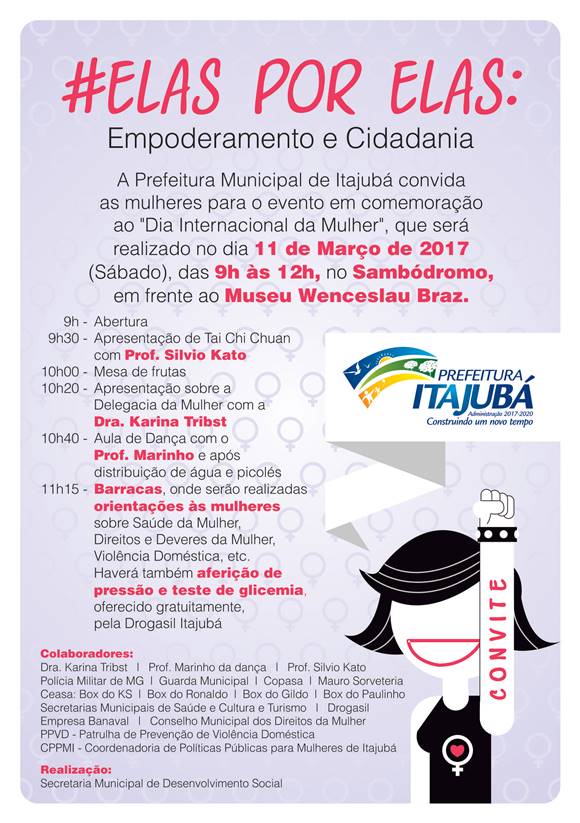 #ELAS POR ELAS:
Empoderamento e Cidadania
A Prefeitura Municipal de Itajubá convida
as mulheres para o evento em comemoração
ao "Dia Internacional da Mulher", que será
realizado no dia 11 de Março de 2017
(Sábado), das 9h às 12h, no Sambódromo,
em frente ao Museu Wenceslau Braz.
9h - Abertura
9h30 - Apresentação de Tai Chi Chuan
com Prof. Silvio Kato
10h00 - Mesa de frutas
10h20 - Apresentação sobre a
Delegacia da Mulher com a
Dra. Karina Tribst
10h40 - Aula de Dança com o
Prof. Marinho e após
distribuição de água e picolés
11h15 - Barracas, onde serão realizadas
orientações às mulheres
sobre Saúde da Mulher,
Direitos e Deveres da Mulher,
Violência Doméstica, etc.
Haverá também aferição de
pressão e teste de glicemia,
oferecido gratuitamente,
pela Drogasil Itajubá
PREFEITURA
ITAJUBÁ
Administração 2017-2020
Construindo um novo tempo
CONVITE
Colaboradores:
Dra. Karina Tribst | Prof. Marinho da dança | Prof. Silvio Kato
Polícia Militar de MG | Guarda Municipal | Copasa | Mauro Sorveteria
Ceasa: Box do KS | Box do Ronaldo | Box do Gildo | Box do Paulinho
Secretarias Municipais de Saúde e Cultura e Turismo | Drogasil
Empresa Banaval | Conselho Municipal dos Direitos da Mulher
PPVD - Patrulha de Prevenção de Violência Doméstica
CPPMI - Coordenadoria de Políticas Públicas para Mulheres de Itajubá
Realização:
Secretaria Municipal de Desenvolvimento Social